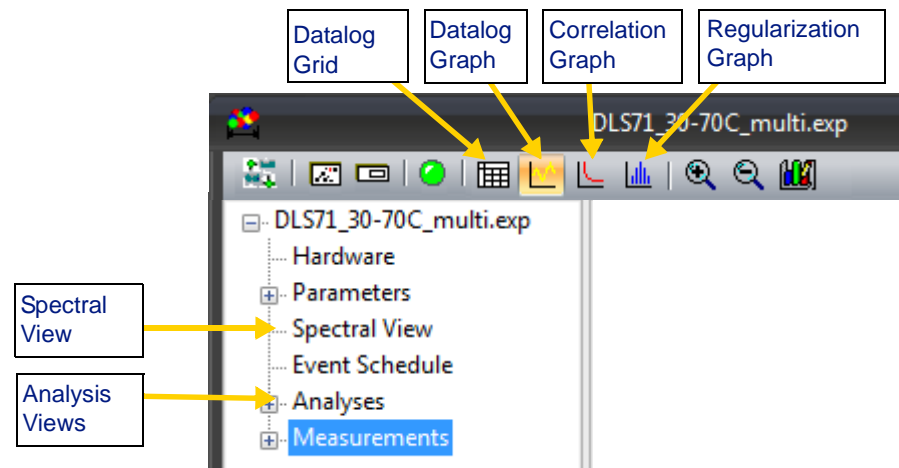 Datalog
Grid
Datalog
Graph
Correlation
Graph
Regularization
Graph
DLS71_30-70C_multi.exp
DLS71_30-70C_multi.exp
Hardware
Parameters
Spectral View
Event Schedule
Analyses
Measurements
Spectral
View
Analysis
Views